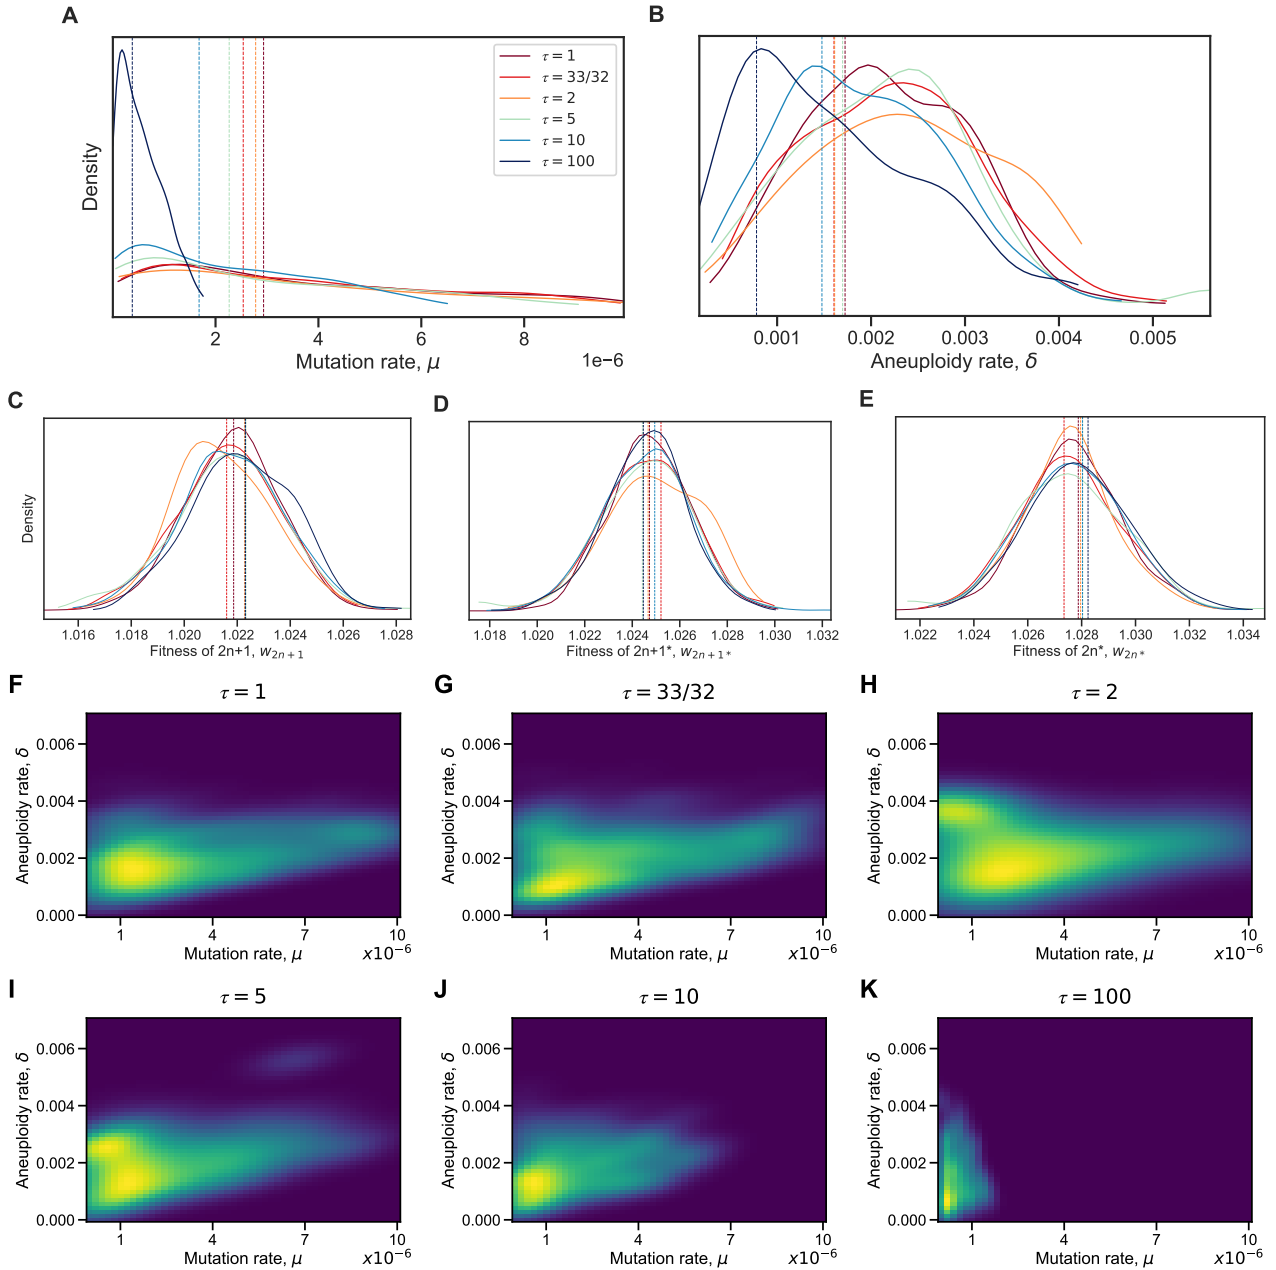 A
B
τ = 1
τ = 33/32
τ = 2
τ = 5
τ = 10
τ = 100
Density
2 4 6 8
Mutation rate, μ 1e−6
0.001 0.002 0.003 0.004 0.005
Aneuploidy rate, δ
C
D
E
Density
1.016 1.018 1.020 1.022 1.024 1.026 1.028
Fitness of 2n+1, w2n+1
1.018 1.020 1.022 1.024 1.026 1.028 1.030 1.032
Fitness of 2n+1*, w2n+1*
1.022 1.024 1.026 1.028 1.030 1.032 1.034
Fitness of 2n*, w2n*
F τ = 1
Aneuploidy rate, δ
0.006
0.004
0.002
0.000
1 4 7 10
Mutation rate, μ x10−6
G τ = 33/32
Aneuploidy rate, δ
0.006
0.004
0.002
0.000
1 4 7 10
Mutation rate, μ x10−6
H τ = 2
Aneuploidy rate, δ
0.006
0.004
0.002
0.000
1 4 7 10
Mutation rate, μ x10−6
I τ = 5
Aneuploidy rate, δ
0.006
0.004
0.002
0.000
1 4 7 10
Mutation rate, μ x10−6
J τ = 10
Aneuploidy rate, δ
0.006
0.004
0.002
0.000
1 4 7 10
Mutation rate, μ x10−6
K τ = 100
Aneuploidy rate, δ
0.006
0.004
0.002
0.000
1 4 7 10
Mutation rate, μ x10−6